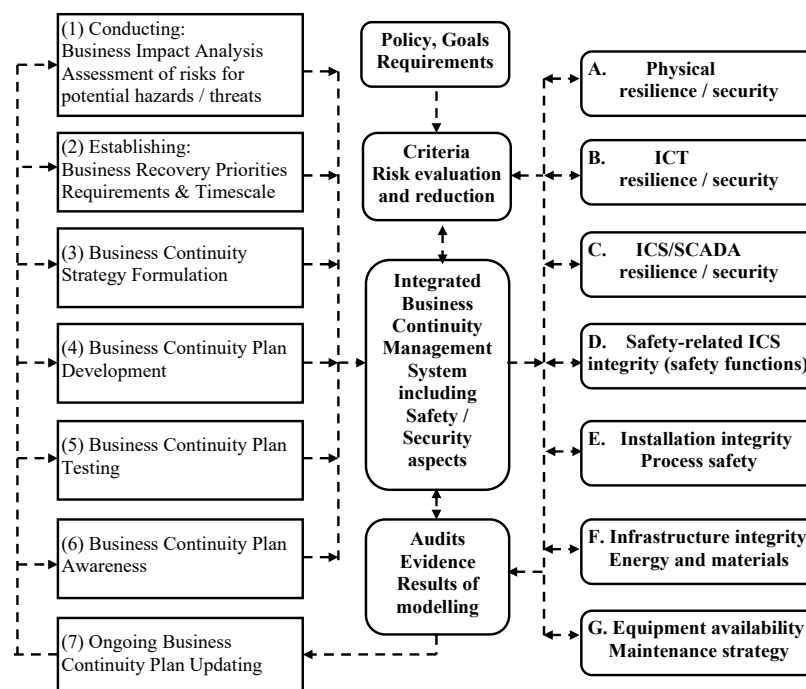 (1) Conducting:
Business Impact Analysis
Assessment of risks for
potential hazards / threats
(2) Establishing:
Business Recovery Priorities
Requirements & Timescale
(3) Business Continuity
Strategy Formulation
(4) Business Continuity Plan
Development
(5) Business Continuity Plan
Testing
(6) Business Continuity Plan
Awareness
(7) Ongoing Business
Continuity Plan Updating
Policy, Goals
Requirements
Criteria
Risk evaluation
and reduction
Integrated
Business
Continuity
Management
System
including
Safety /
Security
aspects
Audits
Evidence
Results of
modelling
A. Physical
resilience / security
B. ICT
resilience / security
C. ICS/SCADA
resilience / security
D. Safety-related ICS
integrity (safety functions)
E. Installation integrity
Process safety
F. Infrastructure integrity
Energy and materials
G. Equipment availability
Maintenance strategy